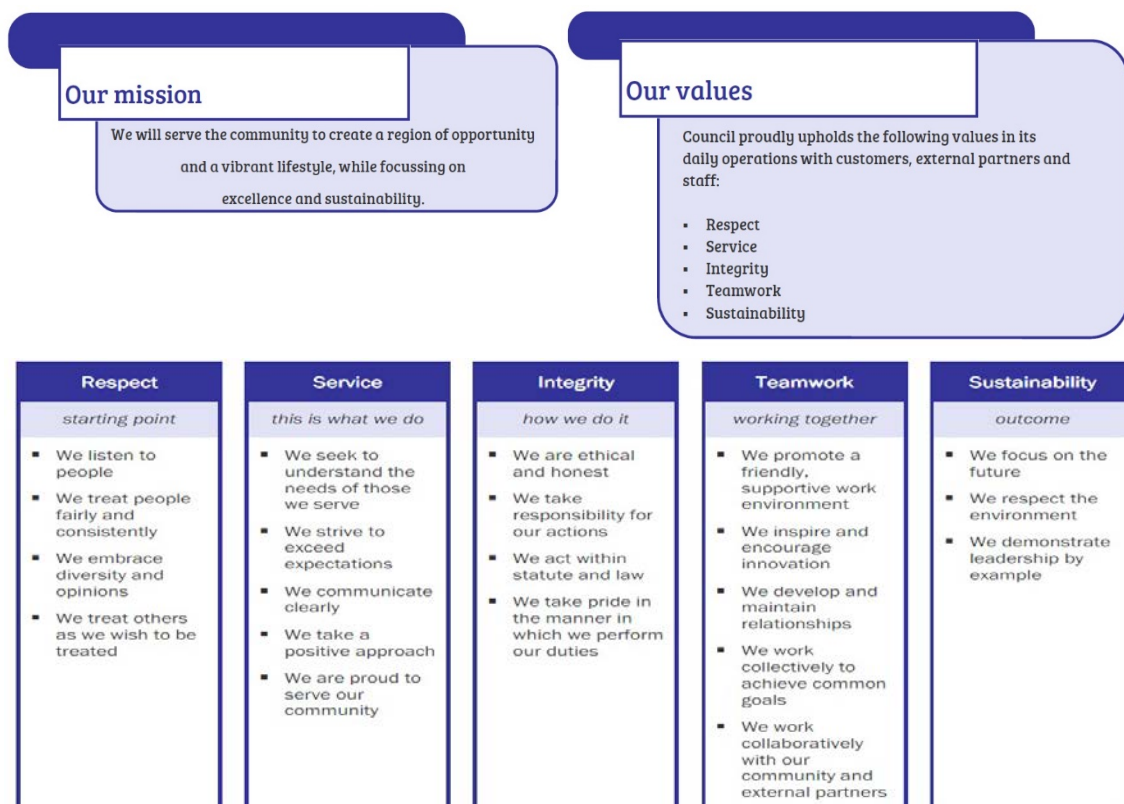 Our mission
We will serve the community to create a region of opportunity
and a vibrant lifestyle, while focussing on
excellence and sustainability.
Our values
Council proudly upholds the following values in its
daily operations with customers, external partners and
staff:
▪ Respect
▪ Service
▪ Integrity
▪ Teamwork
▪ Sustainability
Respect
starting point
▪ We listen to
people
▪ We treat people
fairly and
consistently
▪ We embrace
diversity and
opinions
▪ We treat others
as we wish to be
treated
Service
this is what we do
▪ We seek to
understand the
needs of those
we serve
▪ We strive to
exceed
expectations
▪ We communicate
clearly
▪ We take a
positive approach
▪ We are proud to
serve our
community
Integrity
how we do it
▪ We are ethical
and honest
▪ We take
responsibility for
our actions
▪ We act within
statute and law
▪ We take pride in
the manner in
which we perform
our duties
Teamwork
working together
▪ We promote a
friendly,
supportive work
environment
▪ We inspire and
encourage
innovation
▪ We develop and
maintain
relationships
▪ We work
collectively to
achieve common
goals
▪ We work
collaboratively
with our
community and
external partners
Sustainability
outcome
▪ We focus on the
future
▪ We respect the
environment
▪ We demonstrate
leadership by
example